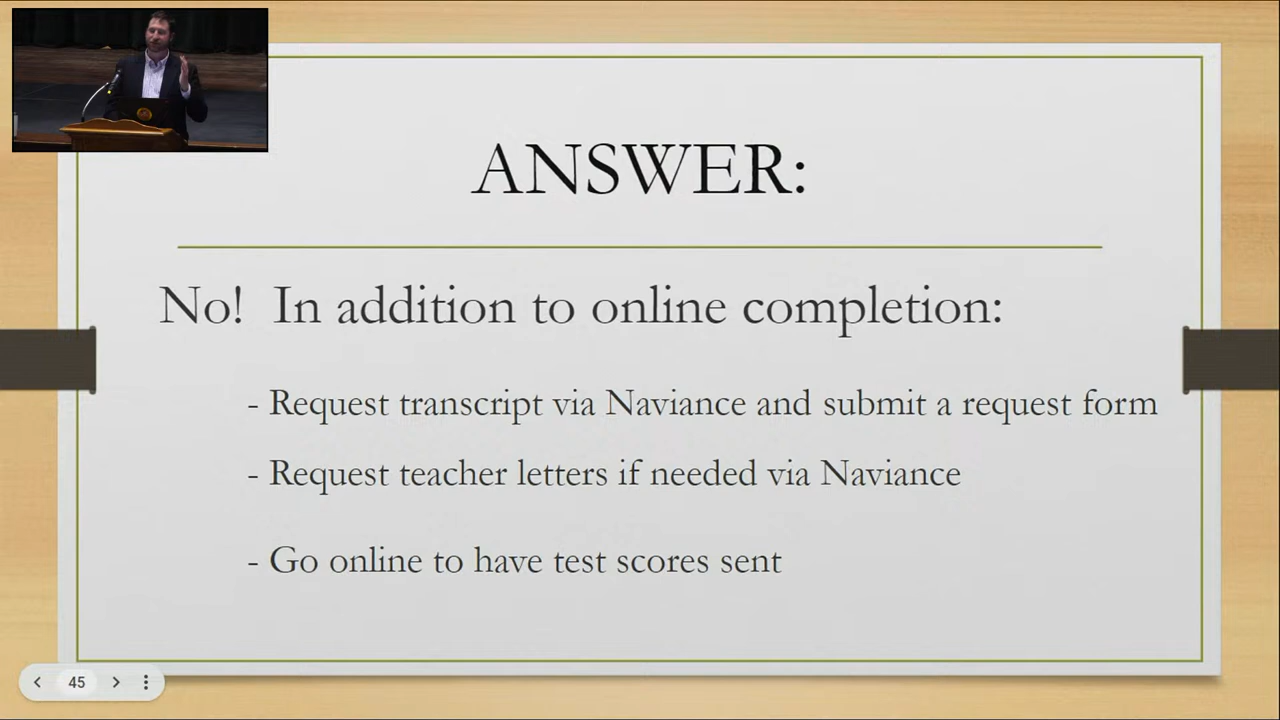 ANSWER:
No! In addition to online completion:
- Request transcript via Naviance and submit a request form
- Request teacher letters if needed via Naviance
- Go online to have test scores sent
45